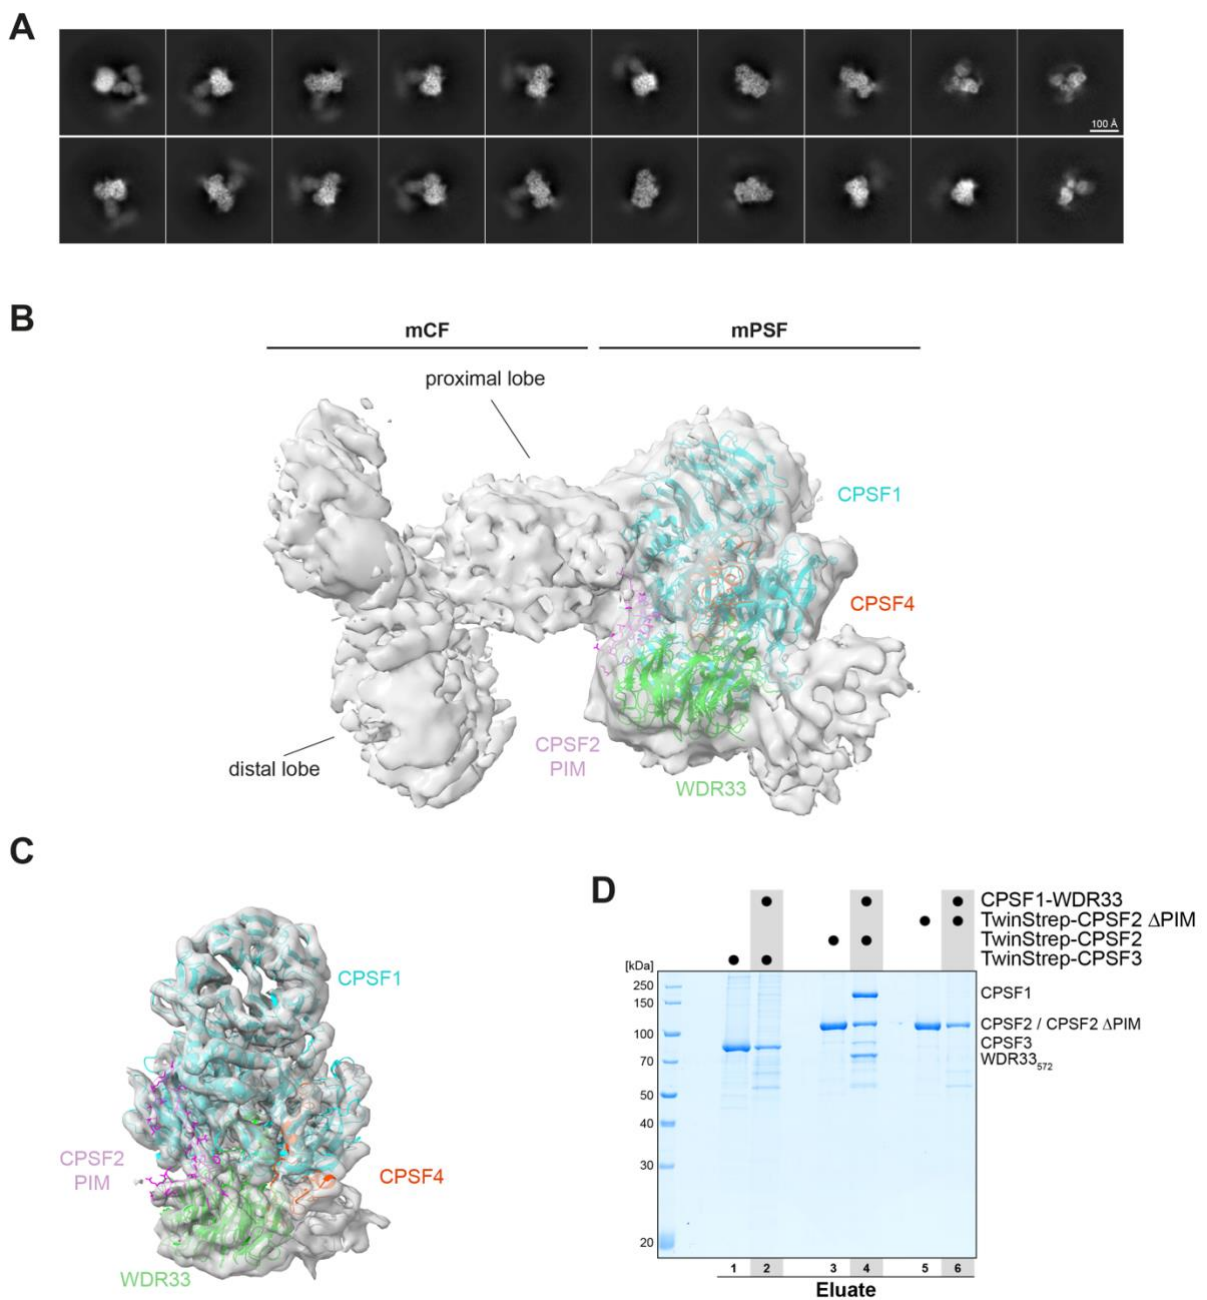 A
100 Å
B
mCF
mPSF
proximal lobe
CPSF1
CPSF4
CPSF2
PIM
distal lobe
WDR33
C
CPSF1
CPSF2
PIM
CPSF4
WDR33
D
CPSF1-WDR33
TwinStrep-CPSF2 ΔPIM
TwinStrep-CPSF2
TwinStrep-CPSF3
[kDa]
250
150
100
70
50
40
30
20
CPSF1
CPSF2 / CPSF2 ΔPIM
CPSF3
WDR33572
1 2 3 4 5 6
Eluate